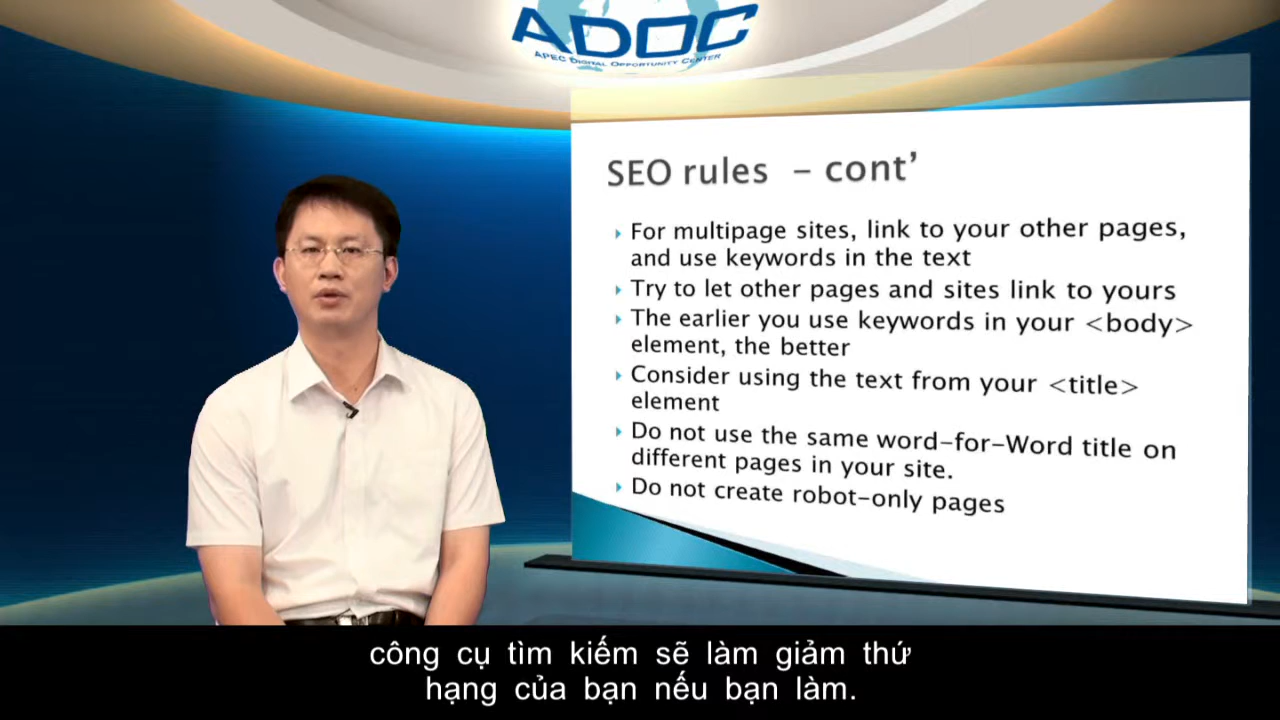 ADOC
APEC DIGITAL OPPORTUNITY CENTER
SEO rules - cont’
For multipage sites, link to your other pages,
and use keywords in the text
Try to let other pages and sites link to yours
The earlier you use keywords in your <body>
element, the better
Consider using the text from your <title>
element
Do not use the same word-for-Word title on
different pages in your site.
Do not create robot-only pages
công cụ tìm kiếm sẽ làm giảm thứ
hạng của bạn nếu bạn làm.